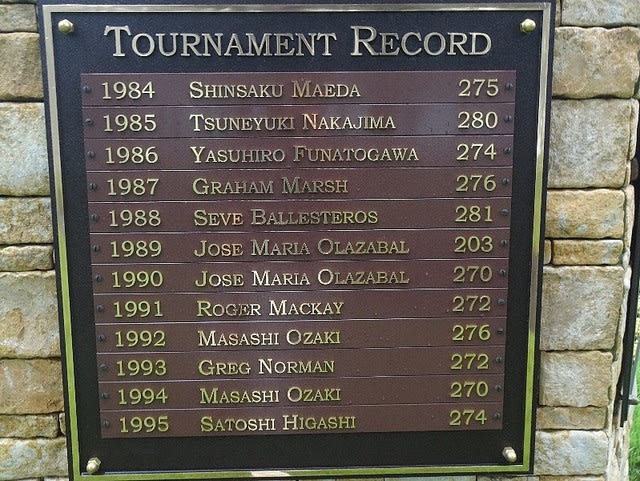 TOURNAMENT RECORD
1984 SHINSAKU MAEDA 275
1985 TSUNEYUKI NAKAJIMA 280
1986 YASUHIRO FUNATOGAWA 274
1987 GRAHAM MARSH 276
1988 SEVE BALLESTEROS 281
1989 JOSE MARIA OLAZABAL 203
1990 JOSE MARIA OLAZABAL 270
1991 ROGER MACKAY 272
1992 MASASHI OZAKI 276
1993 GREG NORMAN 272
1994 MASASHI OZAKI 270
1995 SATOSHI HIGASHI 274